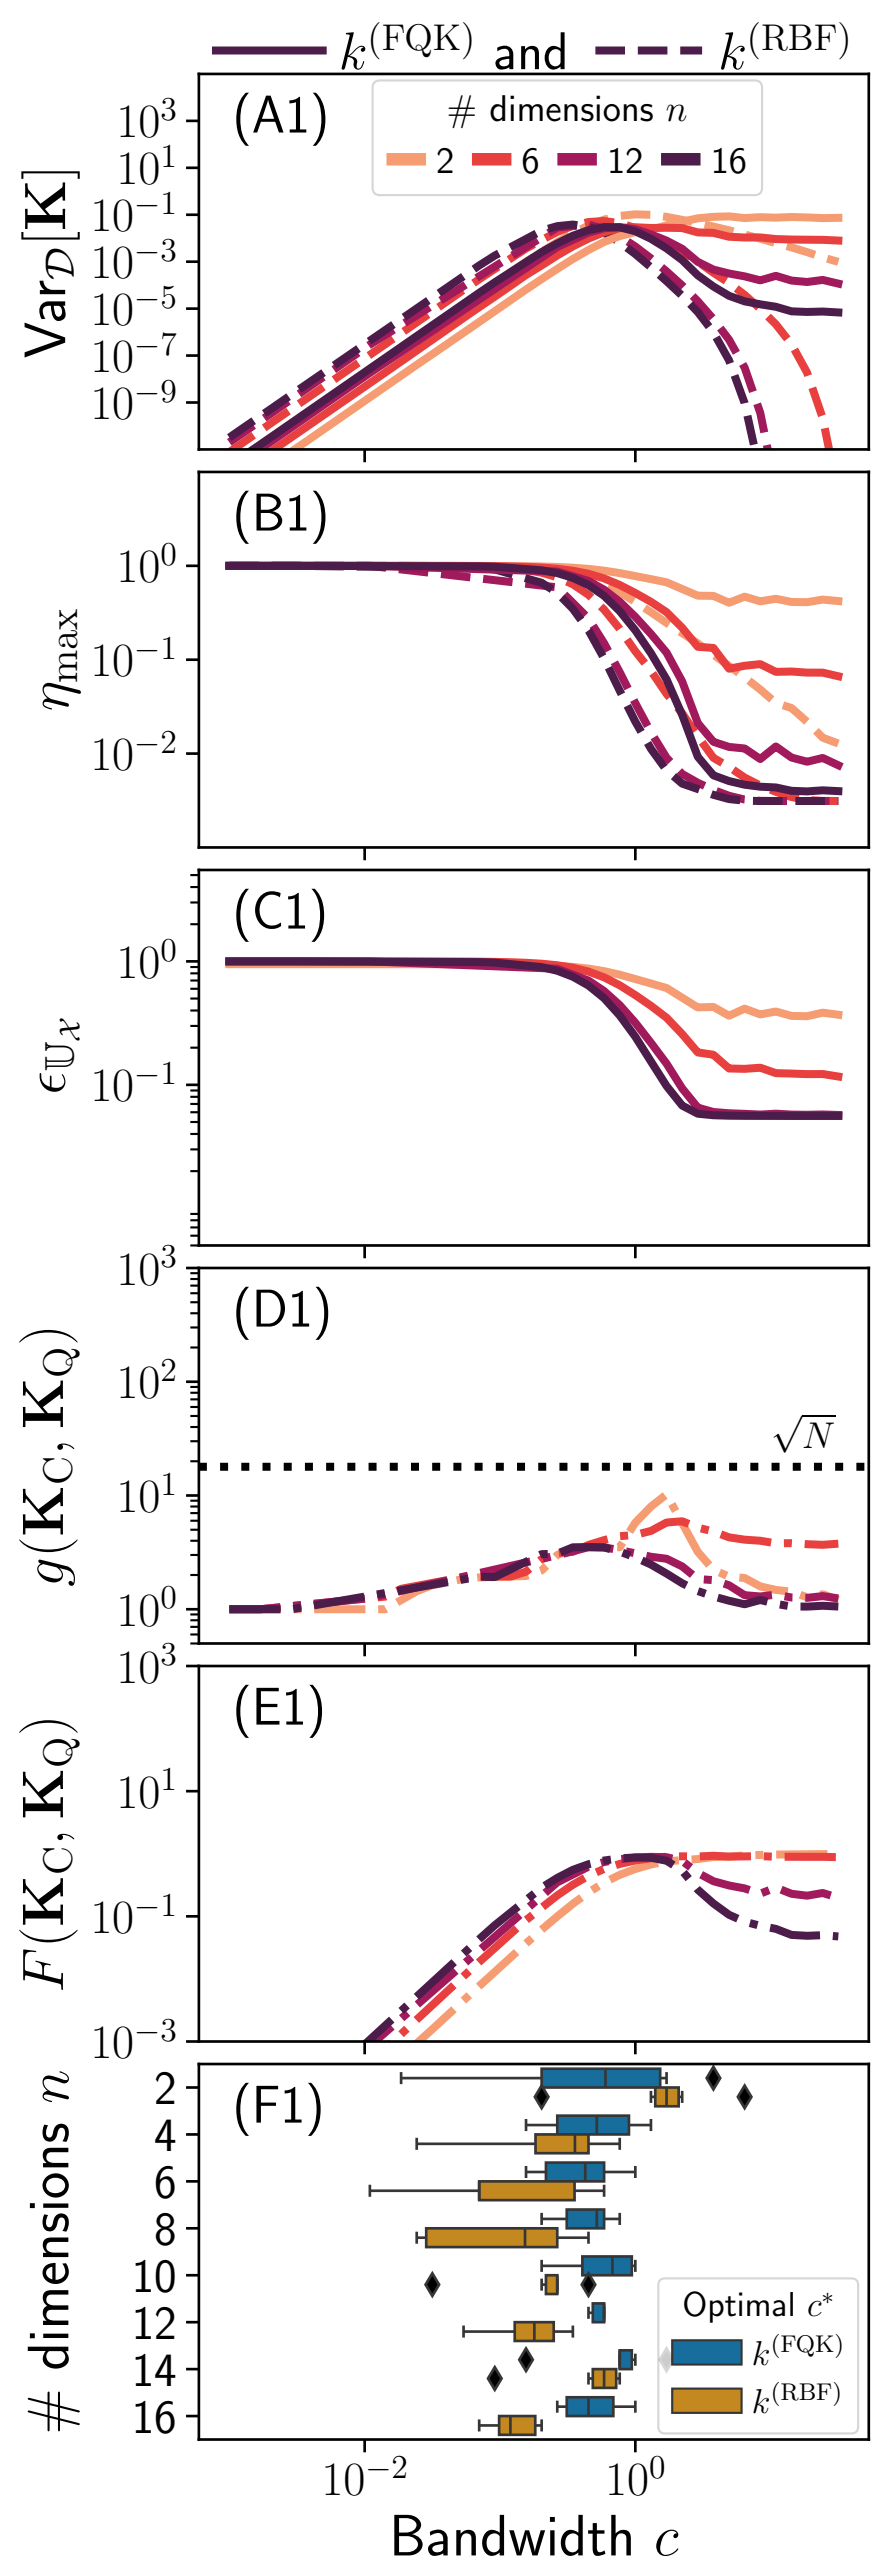 k^(FQK) and k^(RBF)
(A1)
# dimensions n
2 6 12 16
10^3
10^1
10^−1
10^−3
10^−5
10^−7
10^−9
Var_𝒟[K]
(B1)
10^0
10^−1
10^−2
η_max
(C1)
10^0
10^−1
ϵ_𝕌_𝒳
(D1)
10^3
10^2
10^1
10^0
√N
g(K_C, K_Q)
(E1)
10^3
10^1
10^−1
10^−3
F(K_C, K_Q)
(F1)
2
4
6
8
10
12
14
16
# dimensions n
Optimal c*
k^(FQK)
k^(RBF)
10^−2 10^0
Bandwidth c